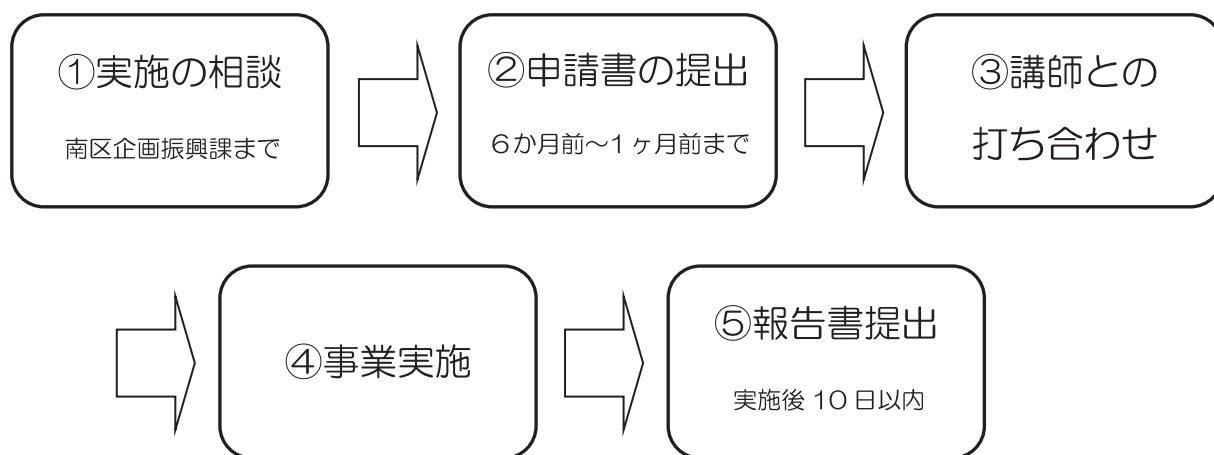 ①実施の相談
南区企画振興課まで
②申請書の提出
6か月前～1ヶ月前まで
③講師との
打ち合わせ
④事業実施
⑤報告書提出
実施後 10 日以内